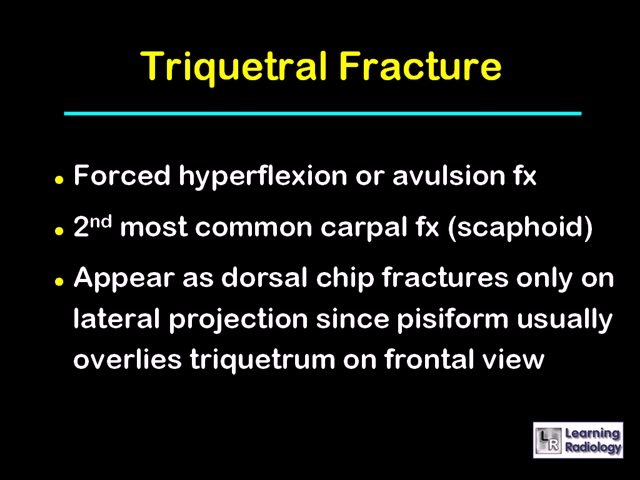 Triquetral Fracture
• Forced hyperflexion or avulsion fx
• 2nd most common carpal fx (scaphoid)
• Appear as dorsal chip fractures only on
lateral projection since pisiform usually
overlies triquetrum on frontal view
LR Learning
Radiology